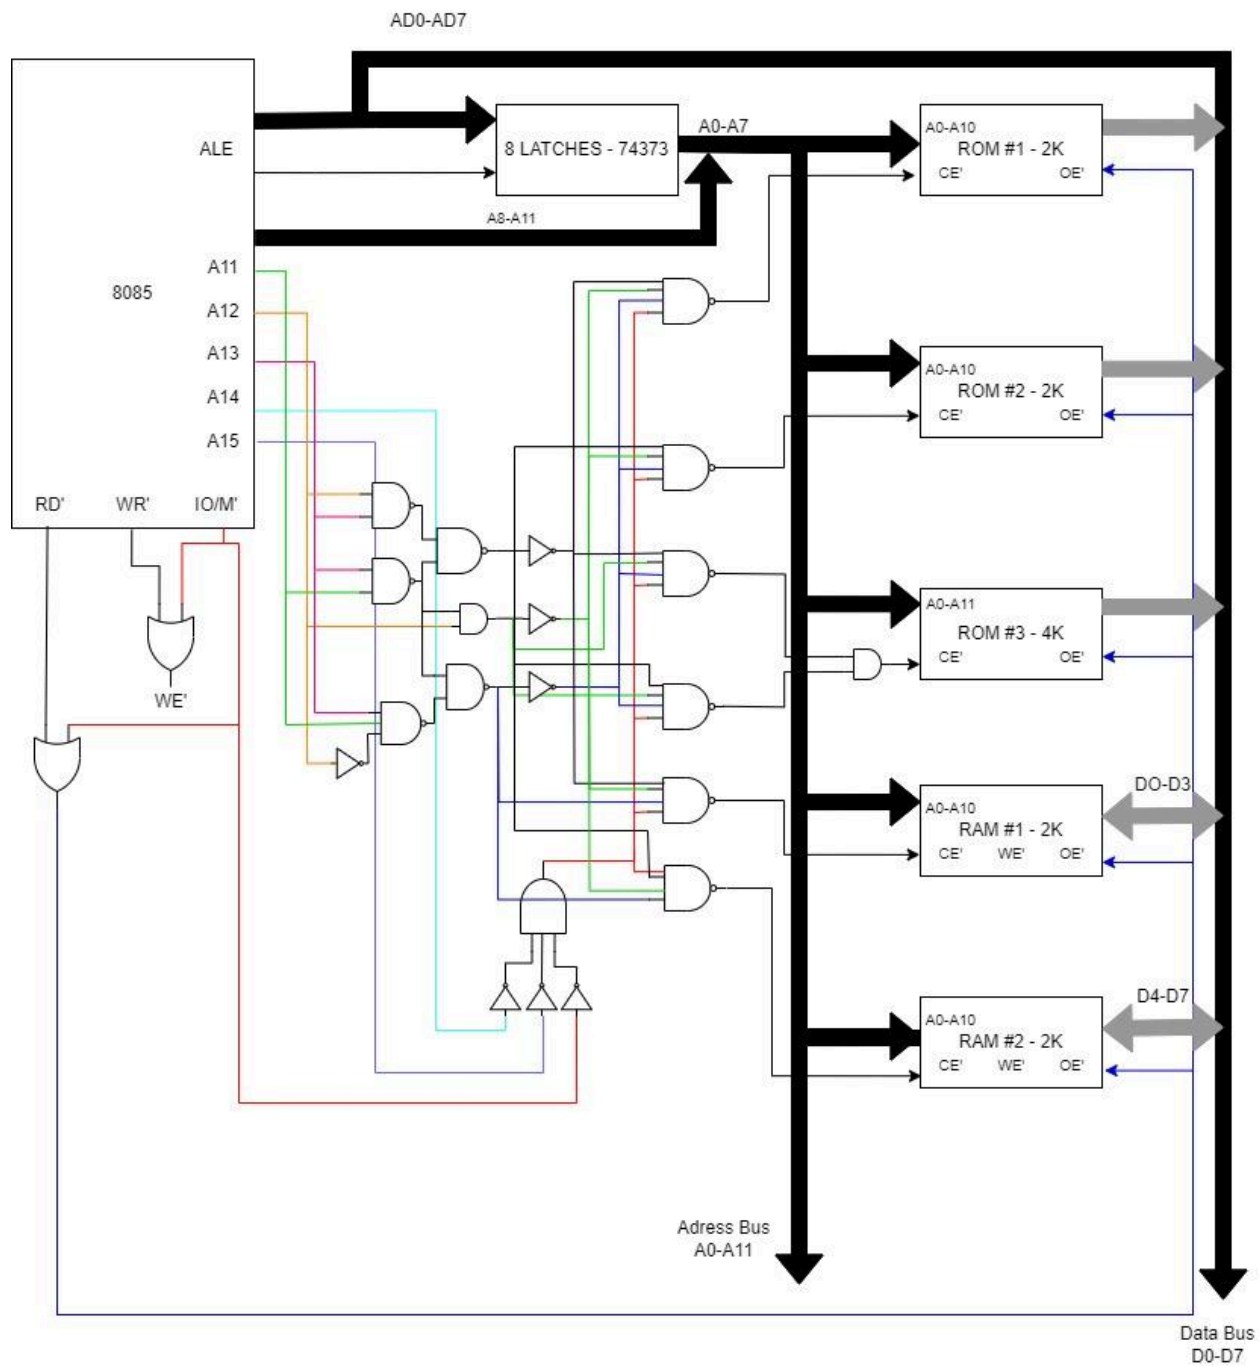 AD0-AD7
ALE
8 LATCHES - 74373
A0-A7
A0-A10
ROM #1 - 2K
CE' OE'
A8-A11
A11
8085
A12
A13
A14
A15
RD' WR' IO/M'
A0-A10
ROM #2 - 2K
CE' OE'
A0-A11
ROM #3 - 4K
CE' OE'
WE'
DO-D3
A0-A10
RAM #1 - 2K
CE' WE' OE'
D4-D7
A0-A10
RAM #2 - 2K
CE' WE' OE'
Adress Bus
A0-A11
Data Bus
D0-D7